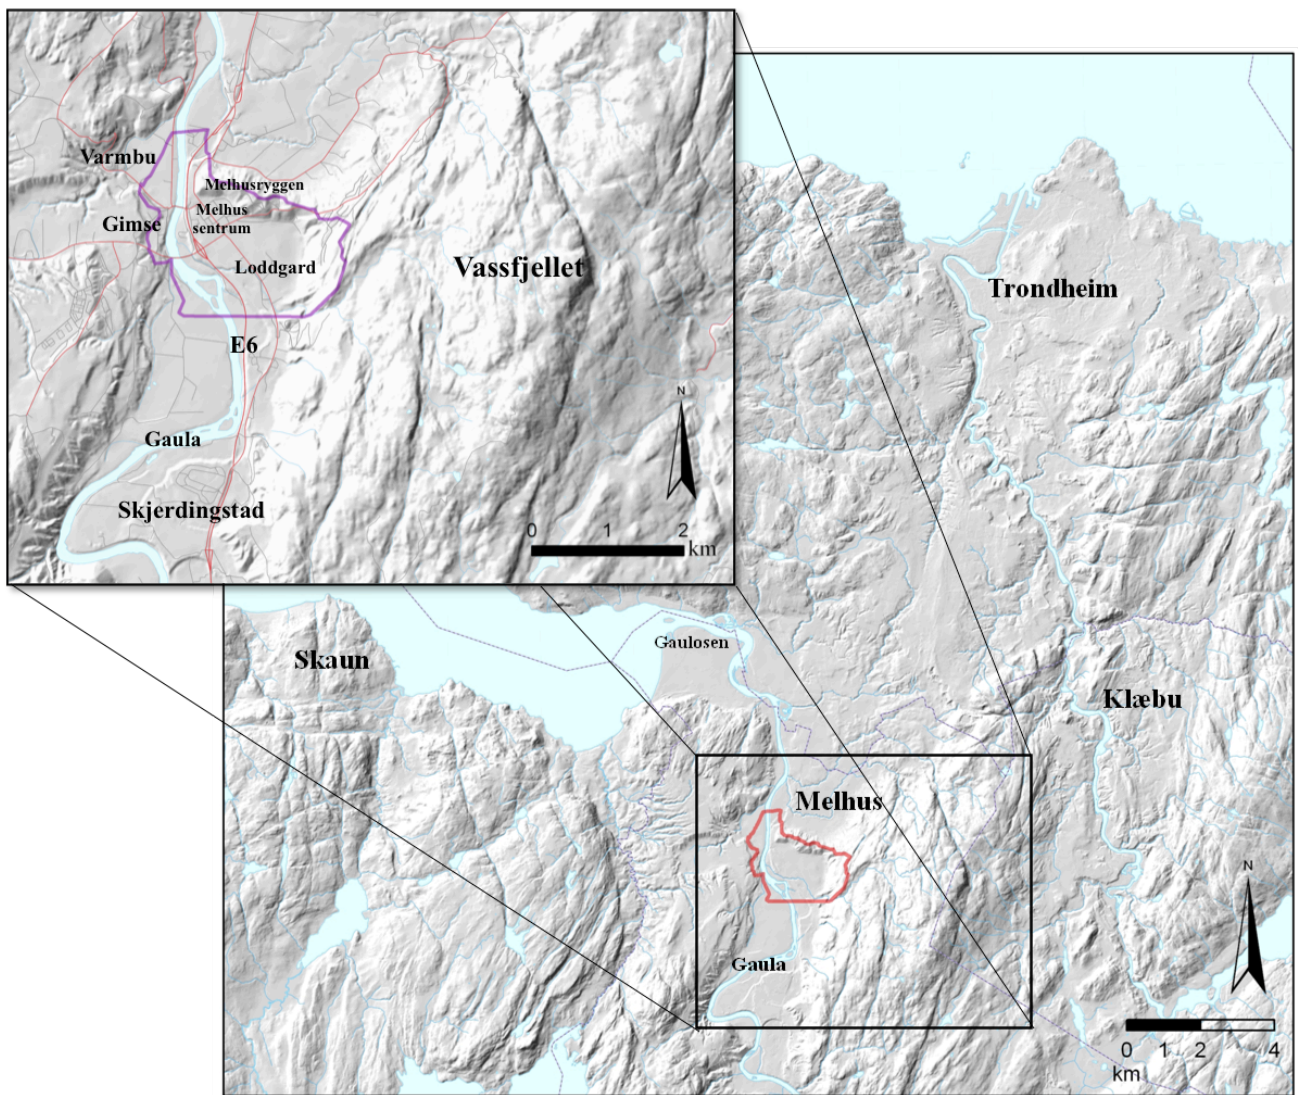 Varmbu
Melhusryggen
Melhus
sentrum
Gimse
Loddgard
Vassfjellet
E6
Gaula
Skjerdingstad
N
0 1 2
km
Trondheim
Gaulosen
Skaun
Klæbu
Melhus
Gaula
N
0 1 2 4
km